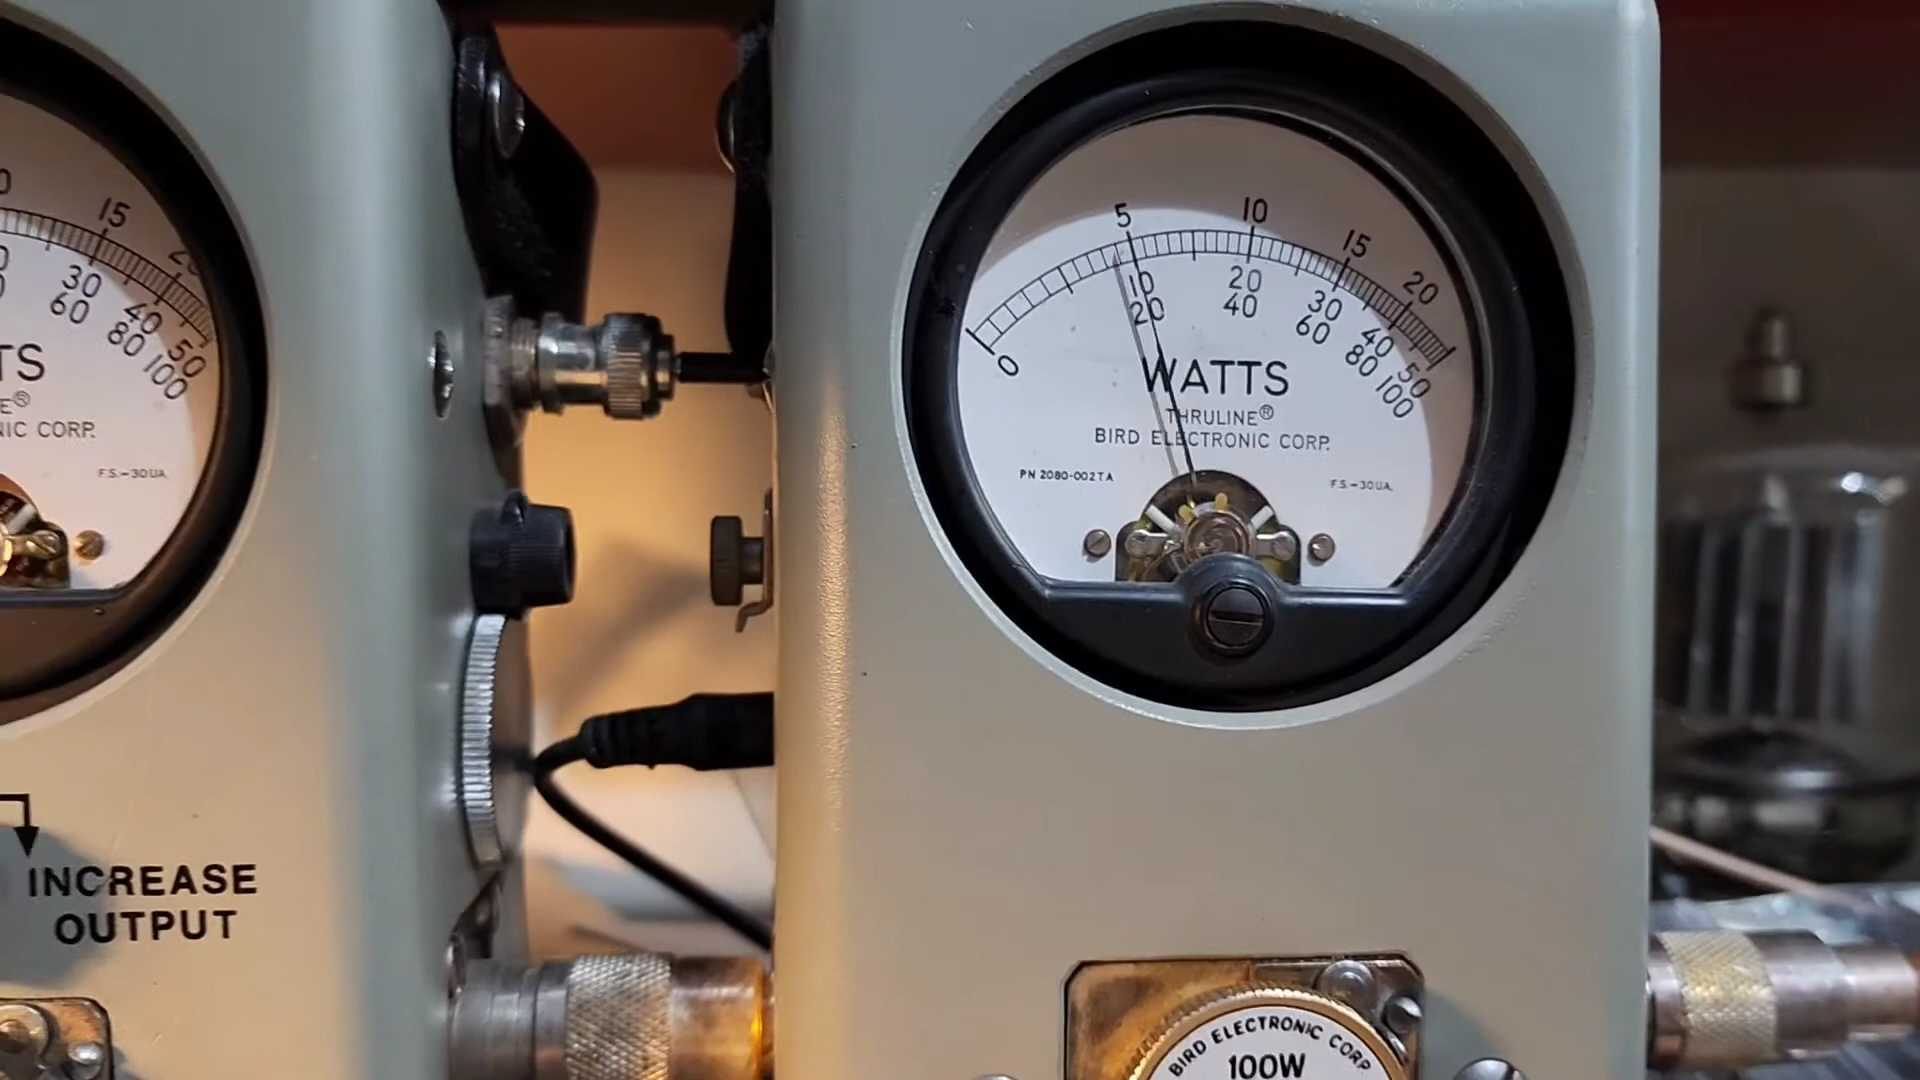 15
30
60
40
80
50
100
TS
E®
NIC CORP.
F.S.–30UA.
INCREASE
OUTPUT
5 10 15 20
10 20 30 40 50
20 40 60 80 100
0
WATTS
THRULINE®
BIRD ELECTRONIC CORP.
PN 2080-002TA
F.S.–30UA.
BIRD ELECTRONIC CORP
100W